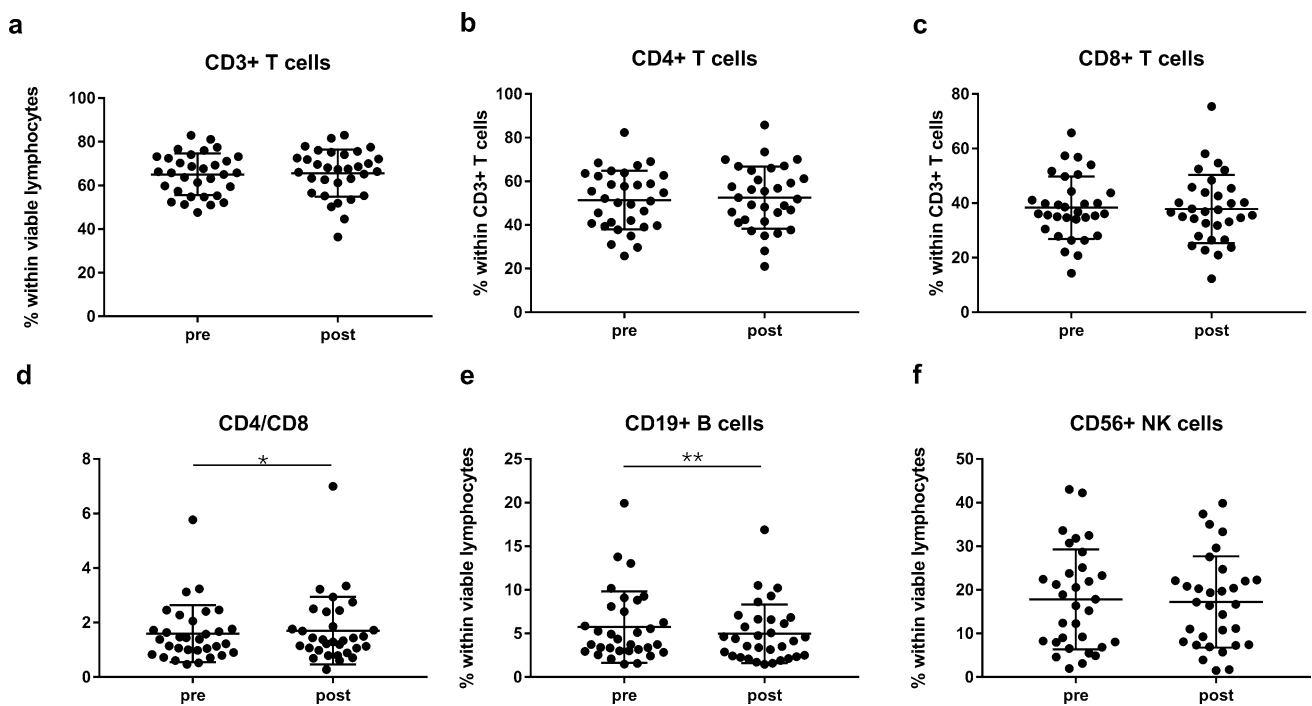 a
CD3+ T cells
% within viable lymphocytes
100
80
60
40
20
0
pre
post
b
CD4+ T cells
% within CD3+ T cells
100
80
60
40
20
0
pre
post
c
CD8+ T cells
% within CD3+ T cells
80
60
40
20
0
pre
post
d
CD4/CD8
*
8
6
4
2
0
pre
post
e
CD19+ B cells
**
% within viable lymphocytes
25
20
15
10
5
0
pre
post
f
CD56+ NK cells
% within viable lymphocytes
50
40
30
20
10
0
pre
post